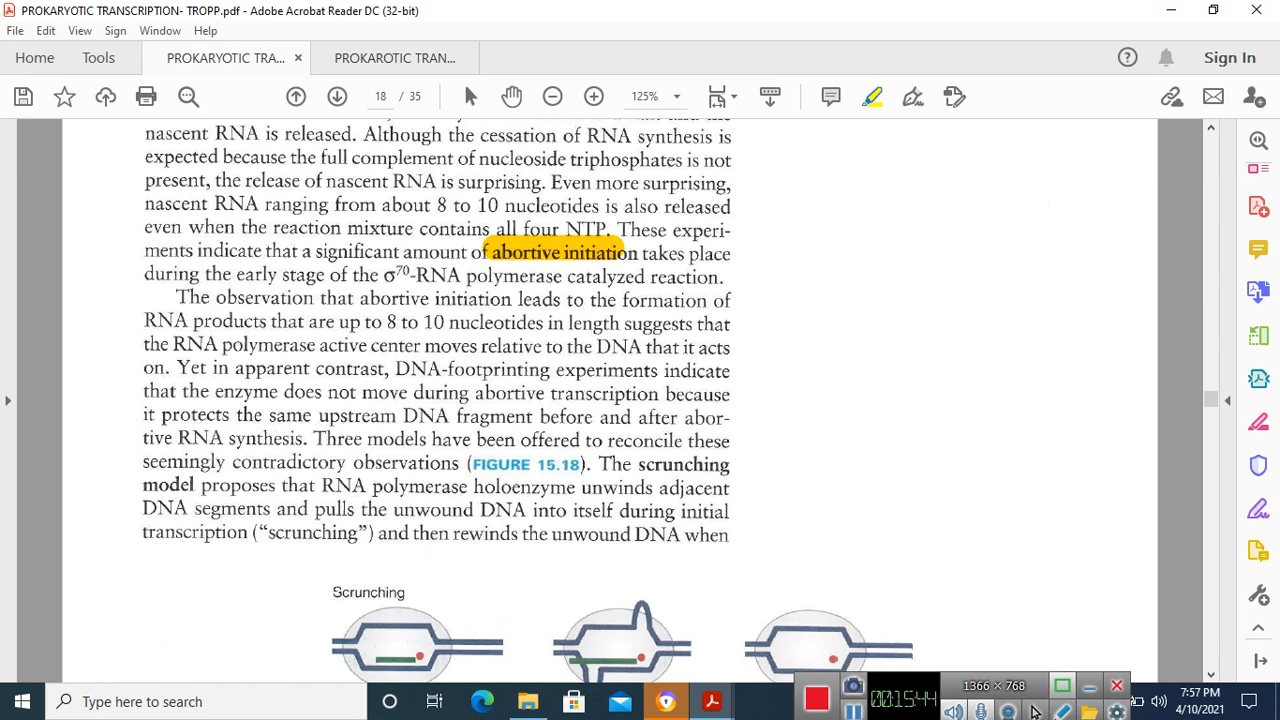 PROKARYOTIC TRANSCRIPTION- TROPP.pdf - Adobe Acrobat Reader DC (32-bit)
File Edit View Sign Window Help
Home Tools PROKARYOTIC TRA... × PROKAROTIC TRAN... Sign In
18 / 35 125%
nascent RNA is released. Although the cessation of RNA synthesis is
expected because the full complement of nucleoside triphosphates is not
present, the release of nascent RNA is surprising. Even more surprising,
nascent RNA ranging from about 8 to 10 nucleotides is also released
even when the reaction mixture contains all four NTP. These experi-
ments indicate that a significant amount of abortive initiation takes place
during the early stage of the σ⁷⁰-RNA polymerase catalyzed reaction.
The observation that abortive initiation leads to the formation of
RNA products that are up to 8 to 10 nucleotides in length suggests that
the RNA polymerase active center moves relative to the DNA that it acts
on. Yet in apparent contrast, DNA-footprinting experiments indicate
that the enzyme does not move during abortive transcription because
it protects the same upstream DNA fragment before and after abor-
tive RNA synthesis. Three models have been offered to reconcile these
seemingly contradictory observations (FIGURE 15.18). The scrunching
model proposes that RNA polymerase holoenzyme unwinds adjacent
DNA segments and pulls the unwound DNA into itself during initial
transcription (“scrunching”) and then rewinds the unwound DNA when
Scrunching
1366 × 768
00:15:44
Type here to search
7:57 PM
4/10/2021